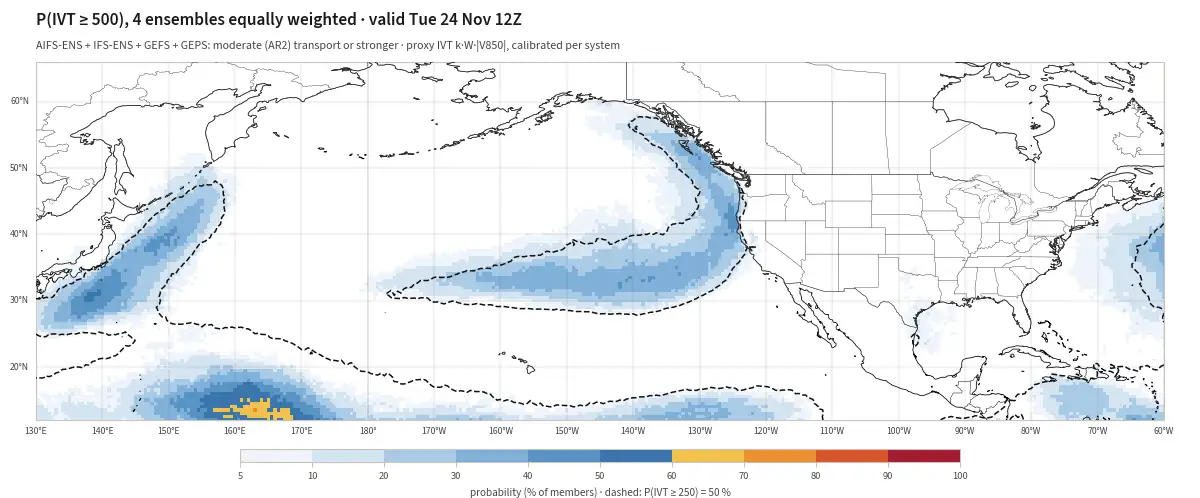 P(IVT ≥ 500), 4 ensembles equally weighted · valid Tue 24 Nov 12Z
AIFS-ENS + IFS-ENS + GEFS + GEPS: moderate (AR2) transport or stronger · proxy IVT k·W·|V850|, calibrated per system
60°N
50°N
40°N
30°N
20°N
130°E 140°E 150°E 160°E 170°E 180° 170°W 160°W 150°W 140°W 130°W 120°W 110°W 100°W 90°W 80°W 70°W 60°W
5 10 20 30 40 50 60 70 80 90 100
probability (% of members) · dashed: P(IVT ≥ 250) = 50 %